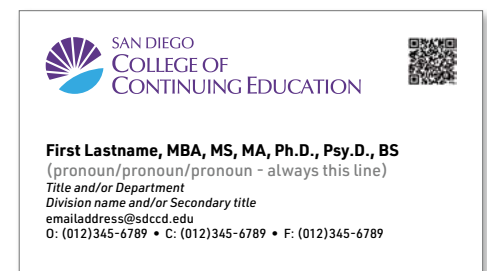 SAN DIEGO
COLLEGE OF
CONTINUING EDUCATION
First Lastname, MBA, MS, MA, Ph.D., Psy.D., BS
(pronoun/pronoun/pronoun - always this line)
Title and/or Department
Division name and/or Secondary title
emailaddress@sdccd.edu
O: (012)345-6789 • C: (012)345-6789 • F: (012)345-6789